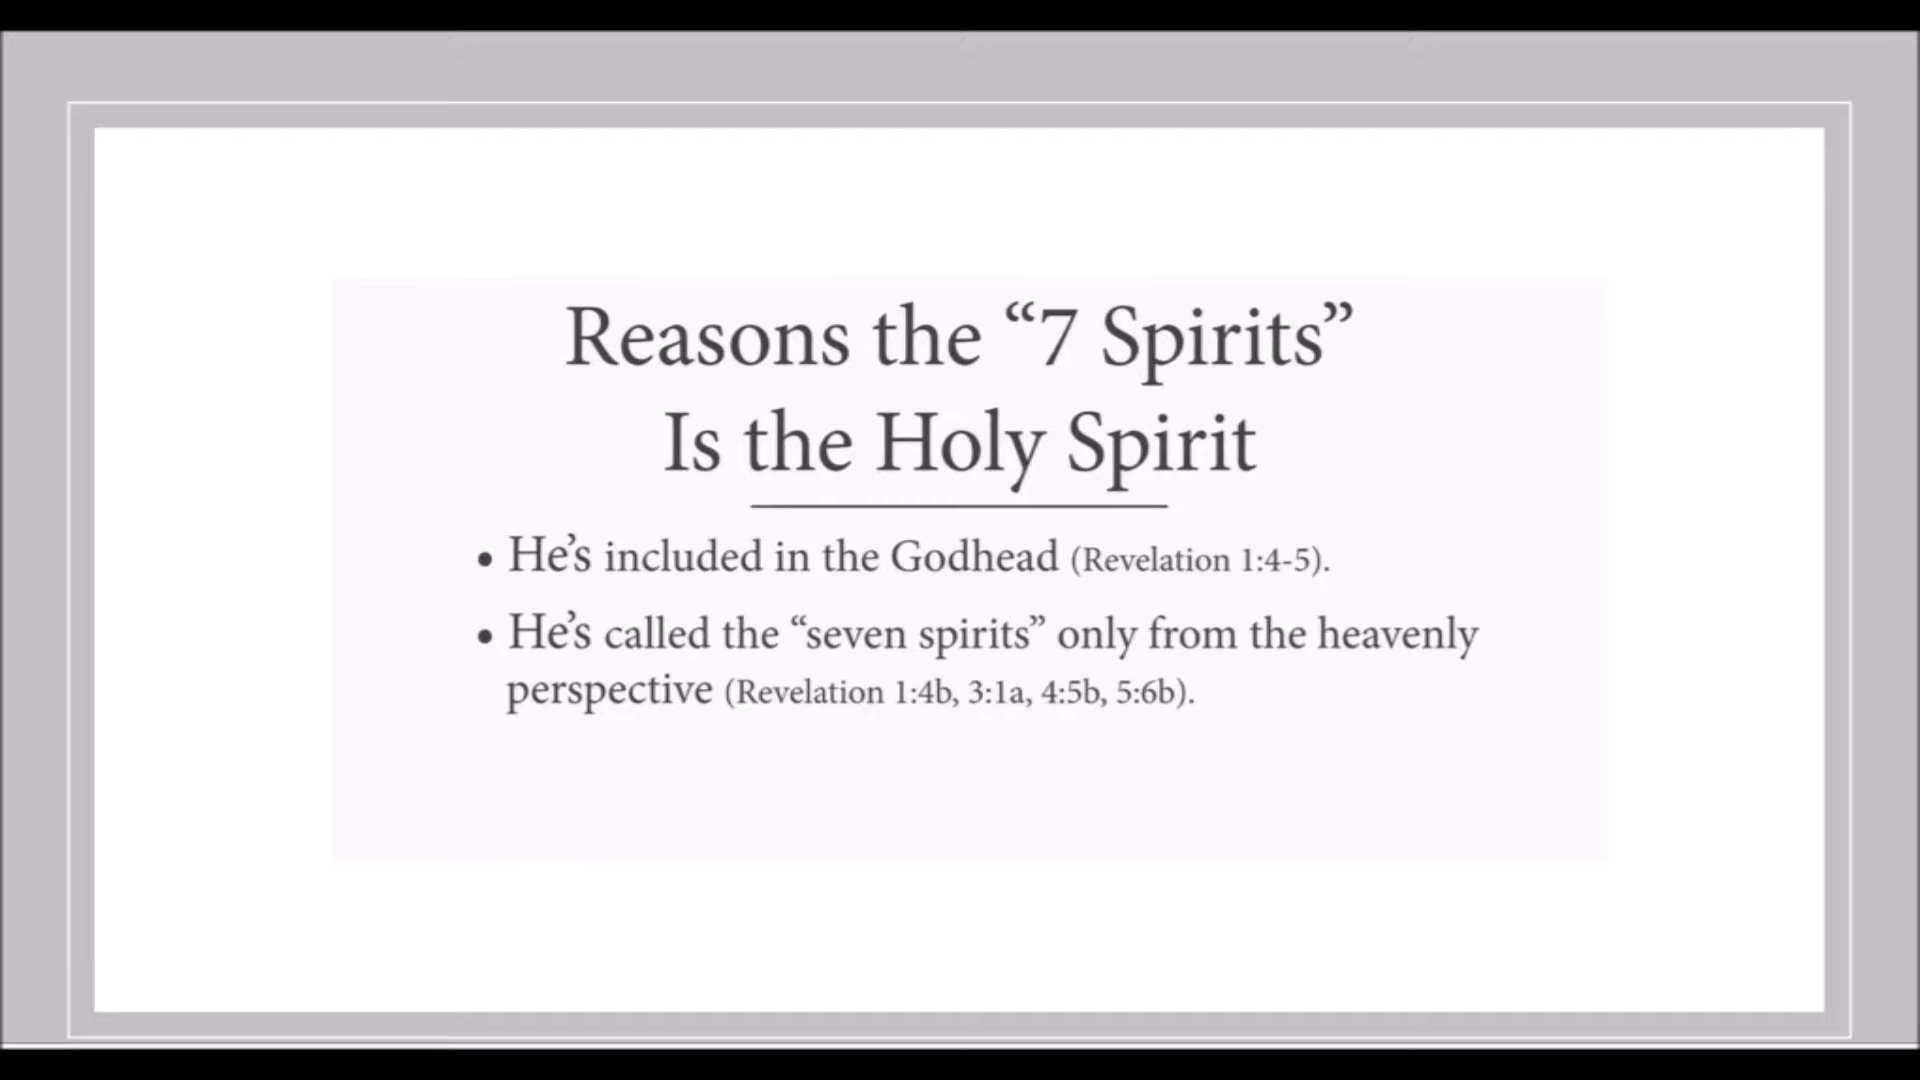 Reasons the “7 Spirits”
Is the Holy Spirit
• He’s included in the Godhead (Revelation 1:4-5).
• He’s called the “seven spirits” only from the heavenly
perspective (Revelation 1:4b, 3:1a, 4:5b, 5:6b).